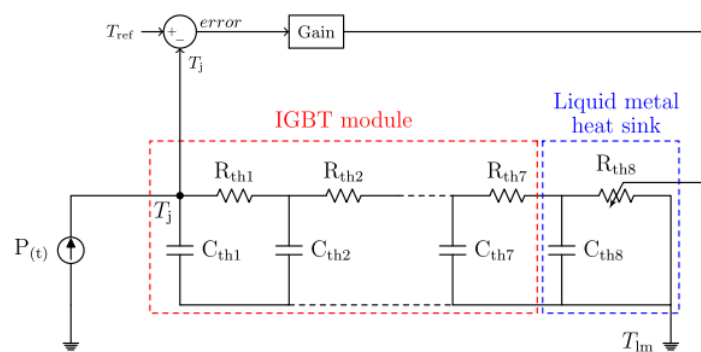 T_ref
+
−
error
Gain
T_j
IGBT module
Liquid metal
heat sink
R_th1
R_th2
R_th7
R_th8
T_j
P_(t)
C_th1
C_th2
C_th7
C_th8
T_lm